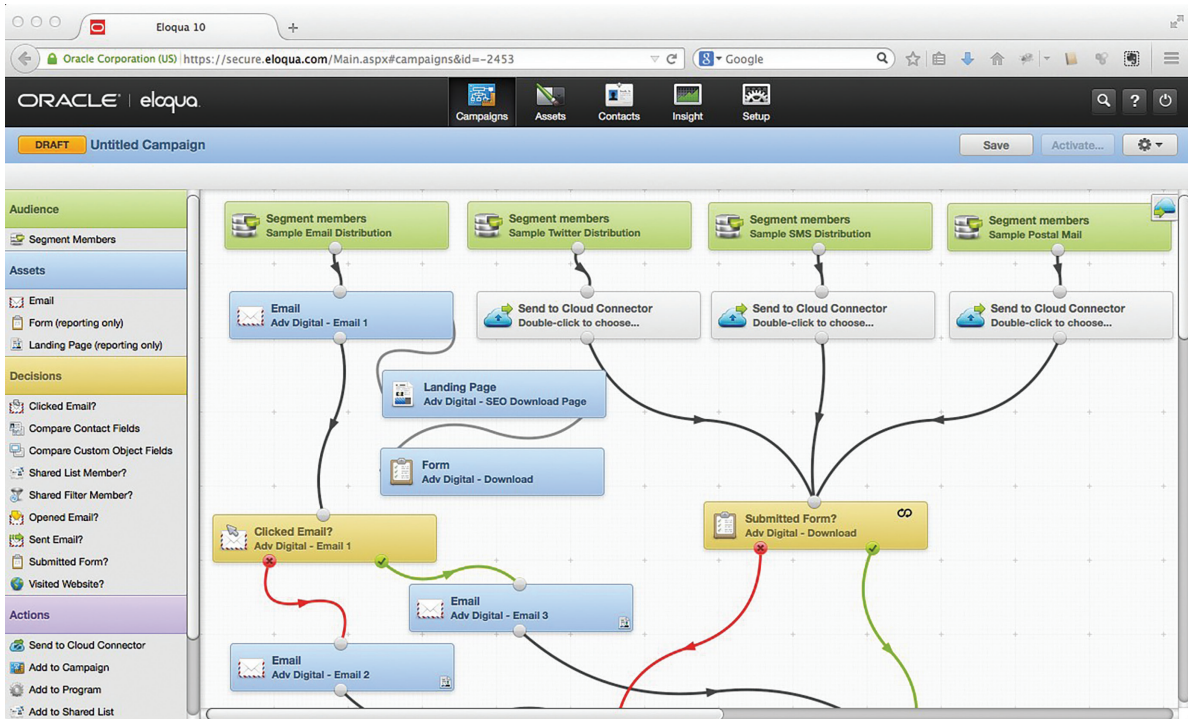 Eloqua 10
Oracle Corporation (US) https://secure.eloqua.com/Main.aspx#campaigns&id=-2453
Google
ORACLE | eloqua.
Campaigns
Assets
Contacts
Insight
Setup
DRAFT Untitled Campaign
Save
Activate...
Audience
Segment Members
Assets
Email
Form (reporting only)
Landing Page (reporting only)
Decisions
Clicked Email?
Compare Contact Fields
Compare Custom Object Fields
Shared List Member?
Shared Filter Member?
Opened Email?
Sent Email?
Submitted Form?
Visited Website?
Actions
Send to Cloud Connector
Add to Campaign
Add to Program
Add to Shared List
Segment members
Sample Email Distribution
Segment members
Sample Twitter Distribution
Segment members
Sample SMS Distribution
Segment members
Sample Postal Mail
Email
Adv Digital - Email 1
Send to Cloud Connector
Double-click to choose...
Send to Cloud Connector
Double-click to choose...
Send to Cloud Connector
Double-click to choose...
Landing Page
Adv Digital - SEO Download Page
Form
Adv Digital - Download
Clicked Email?
Adv Digital - Email 1
Submitted Form?
Adv Digital - Download
Email
Adv Digital - Email 3
Email
Adv Digital - Email 2